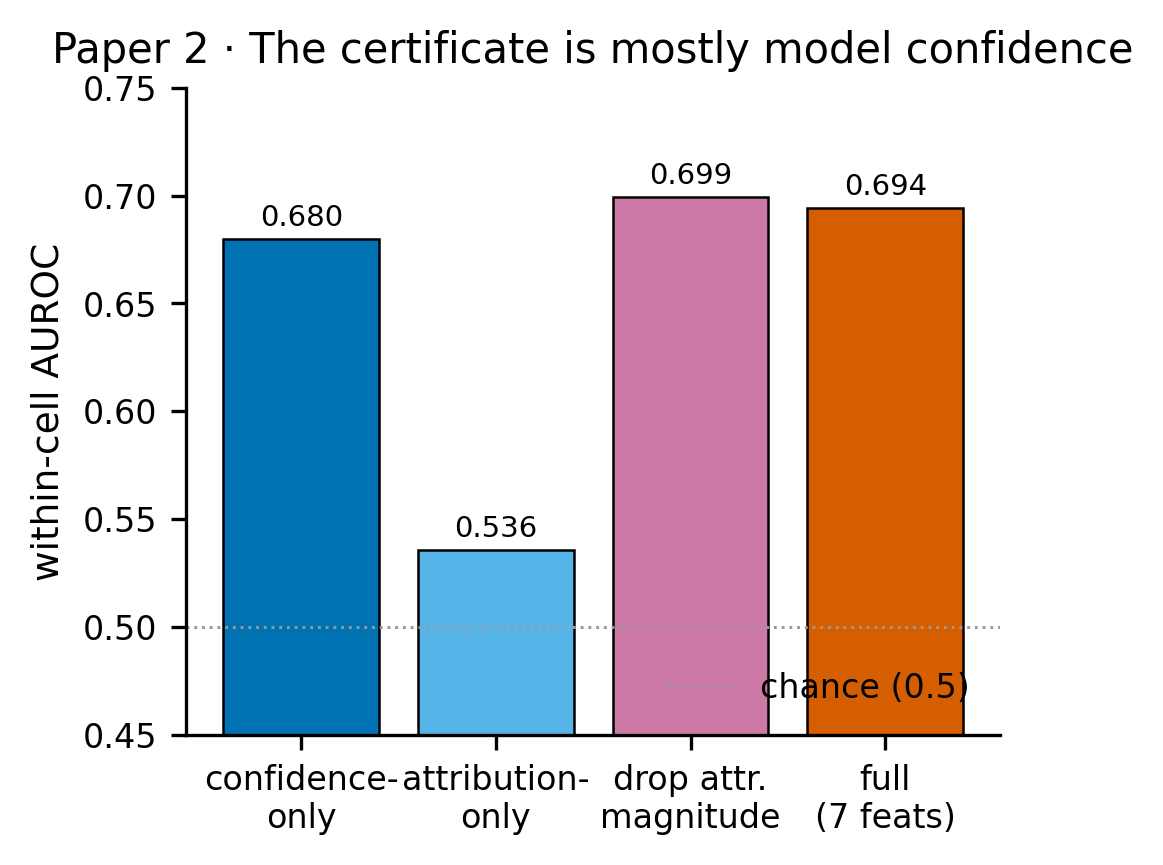 Paper 2 · The certificate is mostly model confidence
within-cell AUROC
0.75
0.70
0.65
0.60
0.55
0.50
0.45
0.680
0.536
0.699
0.694
chance (0.5)
confidence-
only
attribution-
only
drop attr.
magnitude
full
(7 feats)